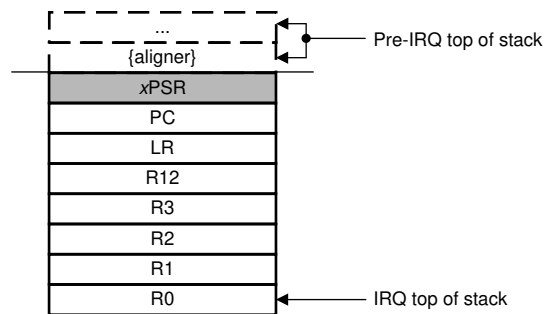 ...
Pre-IRQ top of stack
{aligner}
xPSR
PC
LR
R12
R3
R2
R1
R0
IRQ top of stack